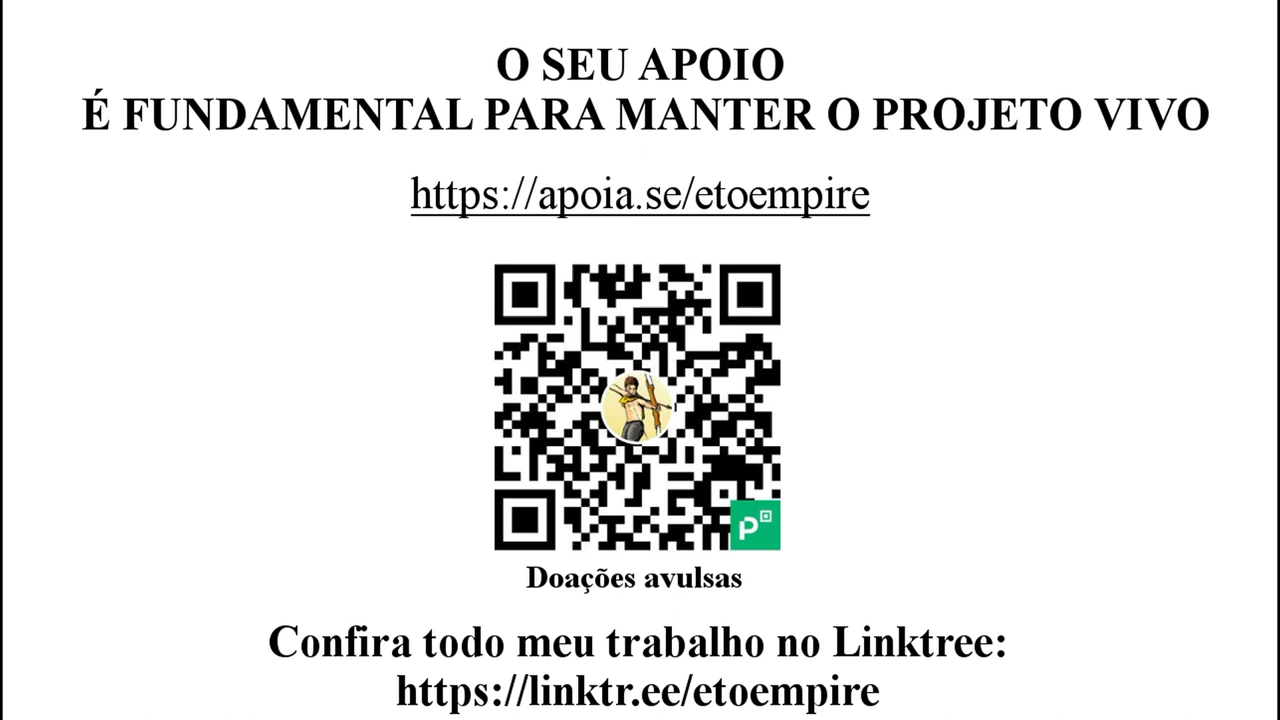 O SEU APOIO
É FUNDAMENTAL PARA MANTER O PROJETO VIVO
https://apoia.se/etoempire
P
Doações avulsas
Confira todo meu trabalho no Linktree:
https://linktr.ee/etoempire